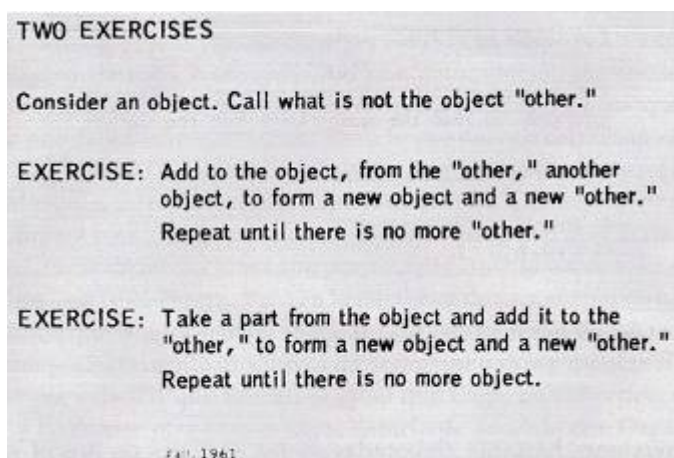 TWO EXERCISES
Consider an object. Call what is not the object "other."
EXERCISE: Add to the object, from the "other," another
object, to form a new object and a new "other."
Repeat until there is no more "other."
EXERCISE: Take a part from the object and add it to the
"other," to form a new object and a new "other."
Repeat until there is no more object.
1961